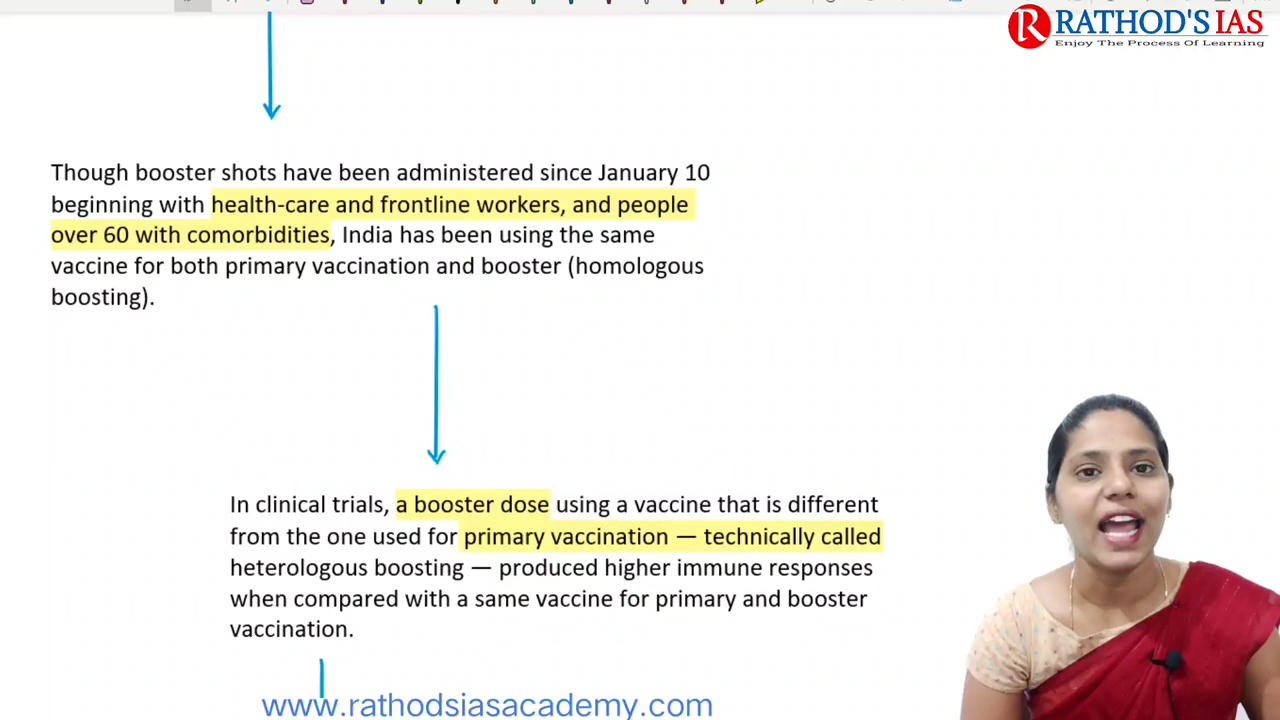 R RATHOD'S IAS
Enjoy The Process Of Learning
Though booster shots have been administered since January 10
beginning with health-care and frontline workers, and people
over 60 with comorbidities, India has been using the same
vaccine for both primary vaccination and booster (homologous
boosting).
In clinical trials, a booster dose using a vaccine that is different
from the one used for primary vaccination — technically called
heterologous boosting — produced higher immune responses
when compared with a same vaccine for primary and booster
vaccination.
www.rathodsiasacademy.com